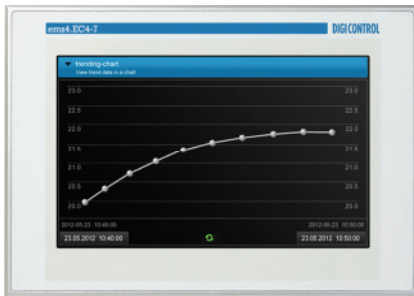 ems4.EC4-7
DIGICONTROL
trending-chart
View trend data in a chart
23.0 23.0
22.5 22.5
22.0 22.0
21.5 21.5
21.0 21.0
20.5 20.5
20.0 20.0
2012-05-23 10:40:00 2012-05-23 10:50:00
23.05.2012 10:40:00 23.05.2012 10:50:00